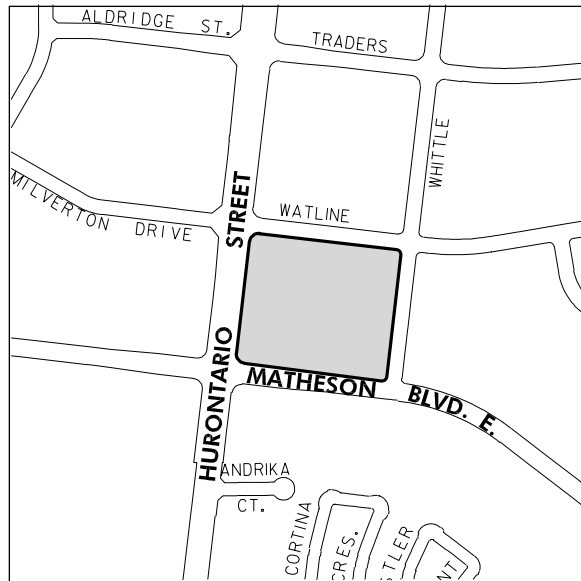 ALDRIDGE ST.
TRADERS
WHITTLE
MILVERTON DRIVE
WATLINE
HURONTARIO STREET
MATHESON BLVD. E.
ANDRIKA
CT.
CORTINA
CRES.